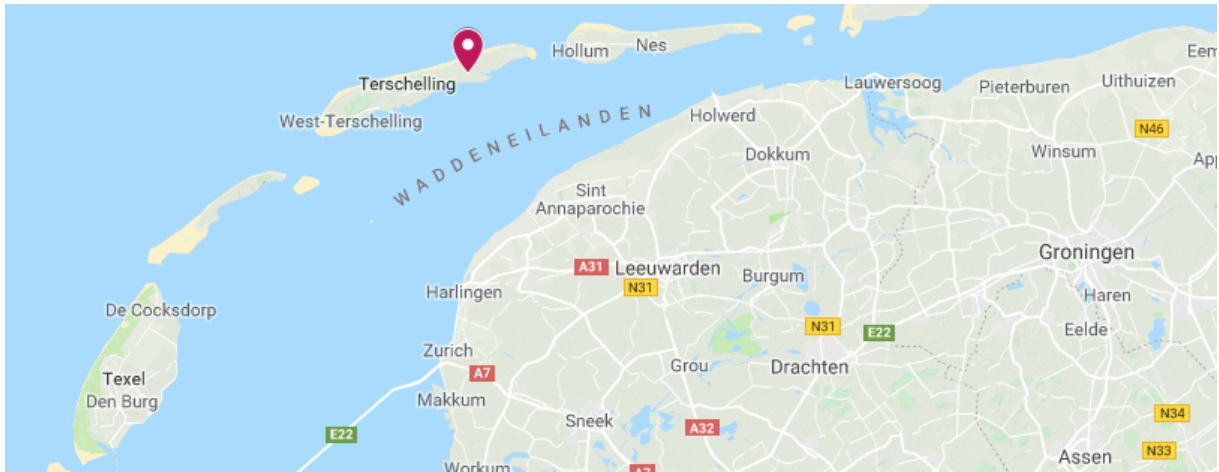 Hollum
Nes
Eem
Terschelling
Lauwersoog
Pieterburen
Uithuizen
West-Terschelling
WADDENEILANDEN
Holwerd
N46
Dokkum
Winsum
App
Sint
Annaparochie
Groningen
A31
Leeuwarden
Burgum
N31
Harlingen
Haren
De Cocksdorp
N31
E22
Eelde
Zurich
Grou
Drachten
A7
Texel
Den Burg
Makkum
Sneek
A32
N34
E22
N33
Assen
Workum
A7